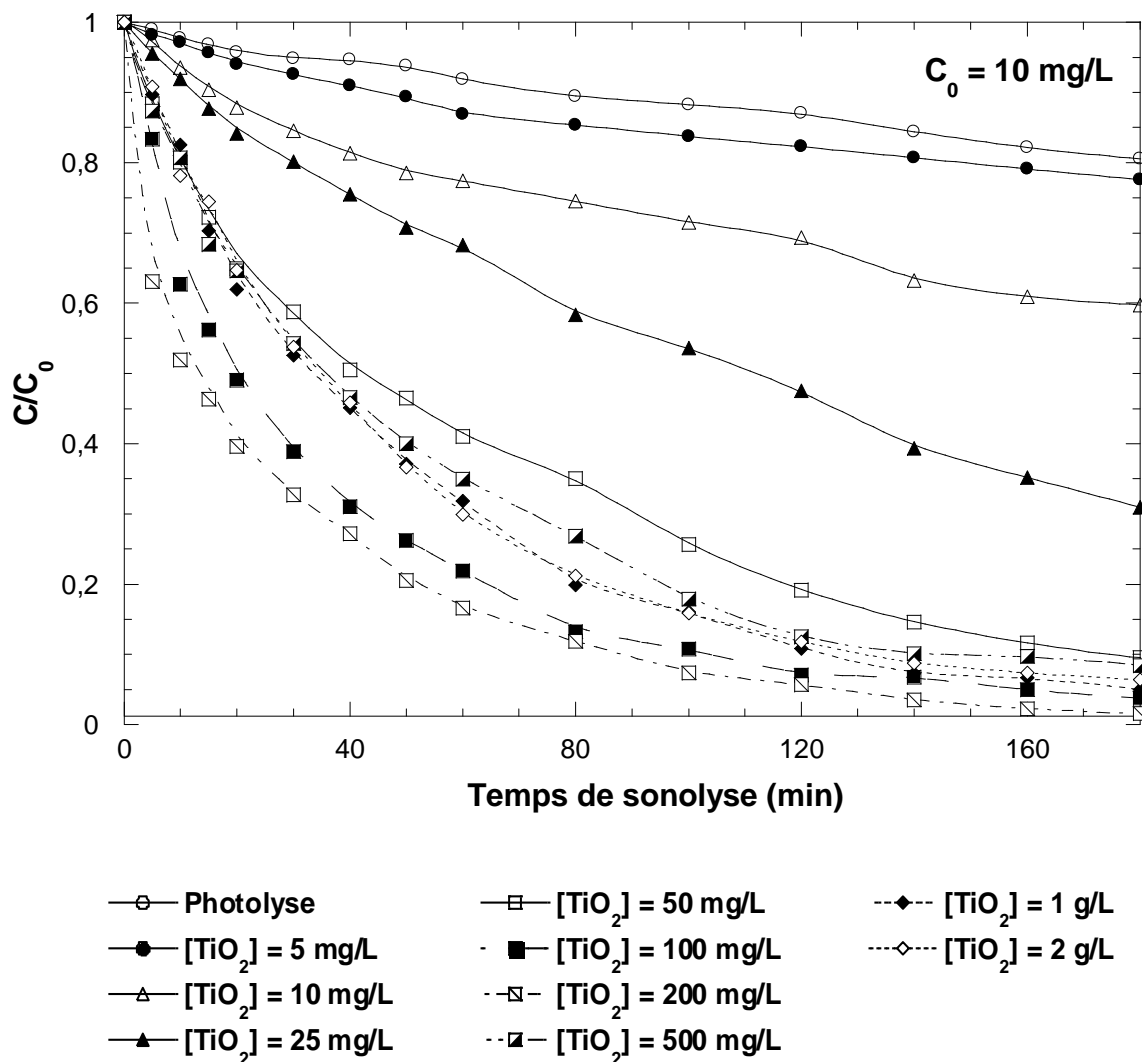 1
0,8
0,6
0,4
0,2
0
C/C₀
C₀ = 10 mg/L
0 40 80 120 160
Temps de sonolyse (min)
Photolyse [TiO₂] = 50 mg/L [TiO₂] = 1 g/L
[TiO₂] = 5 mg/L [TiO₂] = 100 mg/L [TiO₂] = 2 g/L
[TiO₂] = 10 mg/L [TiO₂] = 200 mg/L
[TiO₂] = 25 mg/L [TiO₂] = 500 mg/L